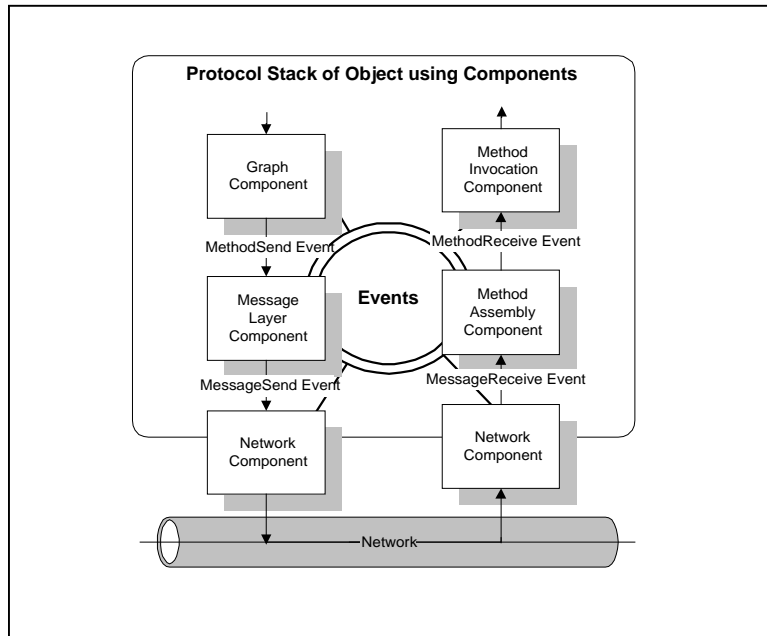 Protocol Stack of Object using Components
Graph
Component
Method
Invocation
Component
MethodSend Event
MethodReceive Event
Message
Layer
Component
Events
Method
Assembly
Component
MessageSend Event
MessageReceive Event
Network
Component
Network
Component
Network